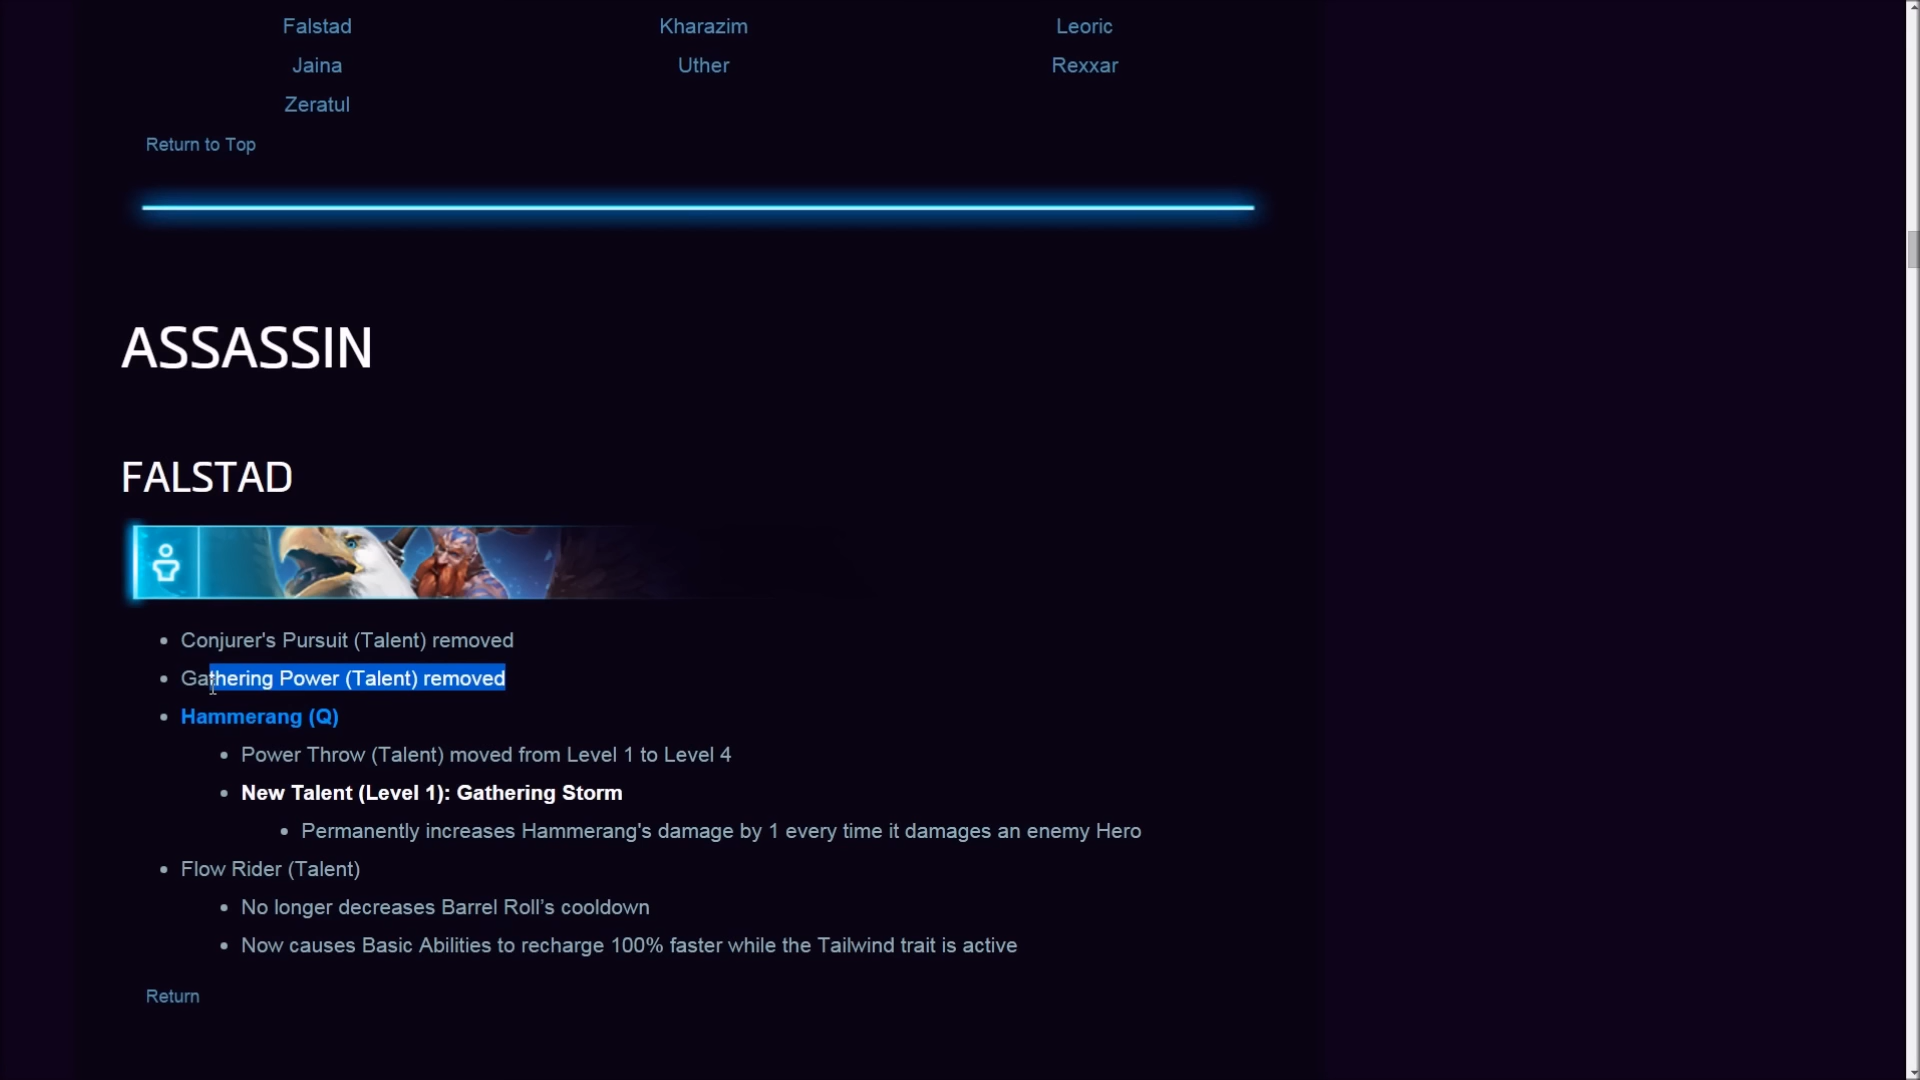 Falstad Kharazim Leoric
Jaina Uther Rexxar
Zeratul
Return to Top
ASSASSIN
FALSTAD
Conjurer's Pursuit (Talent) removed
Gathering Power (Talent) removed
Hammerang (Q)
Power Throw (Talent) moved from Level 1 to Level 4
New Talent (Level 1): Gathering Storm
Permanently increases Hammerang's damage by 1 every time it damages an enemy Hero
Flow Rider (Talent)
No longer decreases Barrel Roll’s cooldown
Now causes Basic Abilities to recharge 100% faster while the Tailwind trait is active
Return